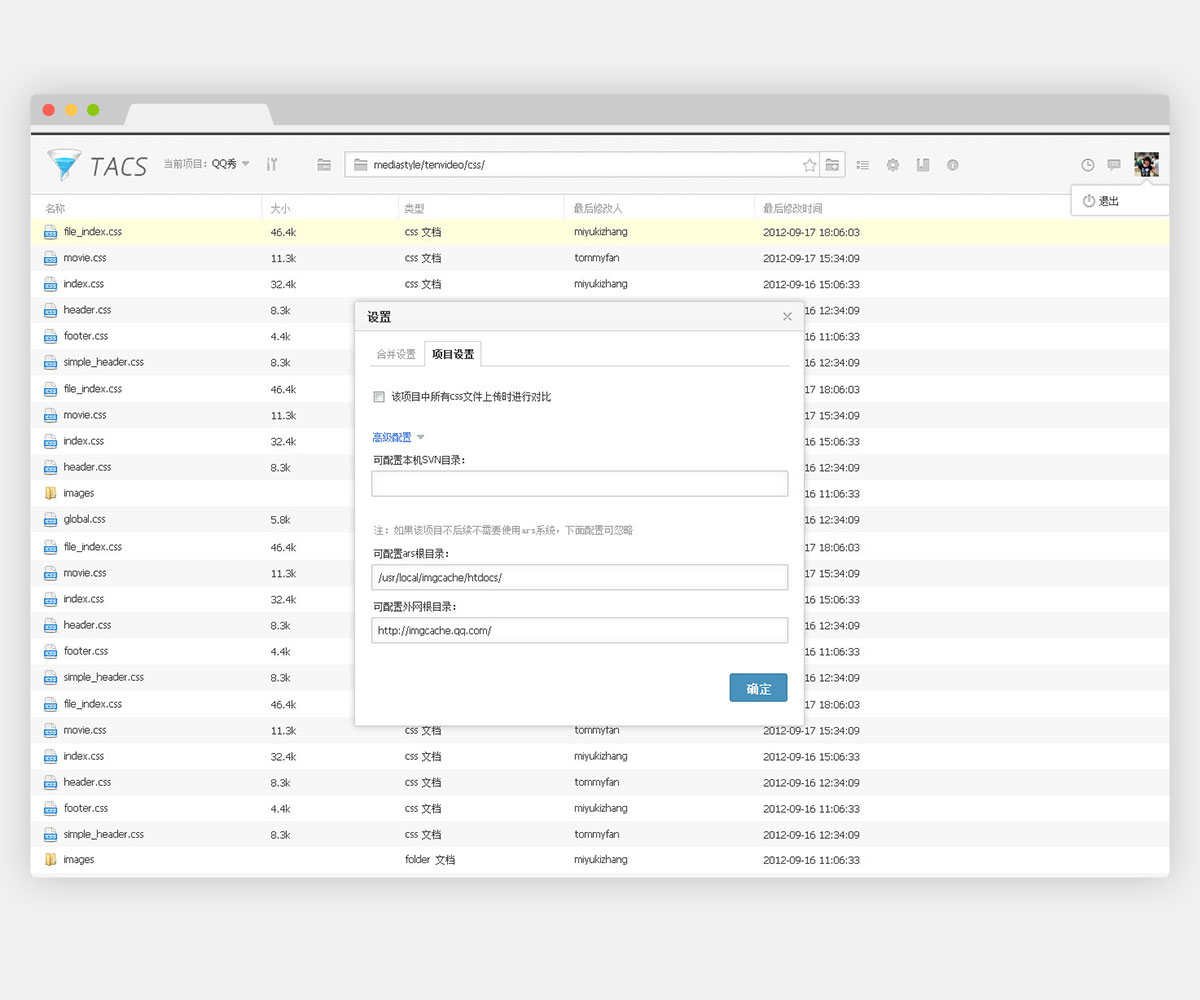 TACS 当前项目: QQ秀 mediastyle/tenvideo/css/
退出
名称 大小 类型 最后修改人 最后修改时间
file_index.css 46.4k css 文档 miyukizhang 2012-09-17 18:06:03
movie.css 11.3k css 文档 tommyfan 2012-09-17 15:34:09
index.css 32.4k css 文档 miyukizhang 2012-09-16 15:06:33
header.css 8.3k 16 12:34:09
footer.css 4.4k 16 11:06:33
simple_header.css 8.3k 16 12:34:09
file_index.css 46.4k 17 18:06:03
movie.css 11.3k 17 15:34:09
index.css 32.4k 16 15:06:33
header.css 8.3k 16 12:34:09
images 16 11:06:33
global.css 5.8k 16 12:34:09
file_index.css 46.4k 17 18:06:03
movie.css 11.3k 17 15:34:09
index.css 32.4k 16 15:06:33
header.css 8.3k 16 12:34:09
footer.css 4.4k 16 11:06:33
simple_header.css 8.3k 16 12:34:09
file_index.css 46.4k 17 18:06:03
movie.css 11.3k css 文档 tommyfan 2012-09-17 15:34:09
index.css 32.4k css 文档 miyukizhang 2012-09-16 15:06:33
header.css 8.3k css 文档 tommyfan 2012-09-16 12:34:09
footer.css 4.4k css 文档 miyukizhang 2012-09-16 11:06:33
simple_header.css 8.3k css 文档 tommyfan 2012-09-16 12:34:09
images folder 文档 miyukizhang 2012-09-16 11:06:33
设置
合并设置 项目设置
该项目中所有css文件上传时进行对比
高级配置
可配置本机SVN目录:
注: 如果该项目不后续不需要使用ars系统, 下面配置可忽略
可配置ars根目录:
/usr/local/imgcache/htdocs/
可配置外网根目录:
http://imgcache.qq.com/
确定